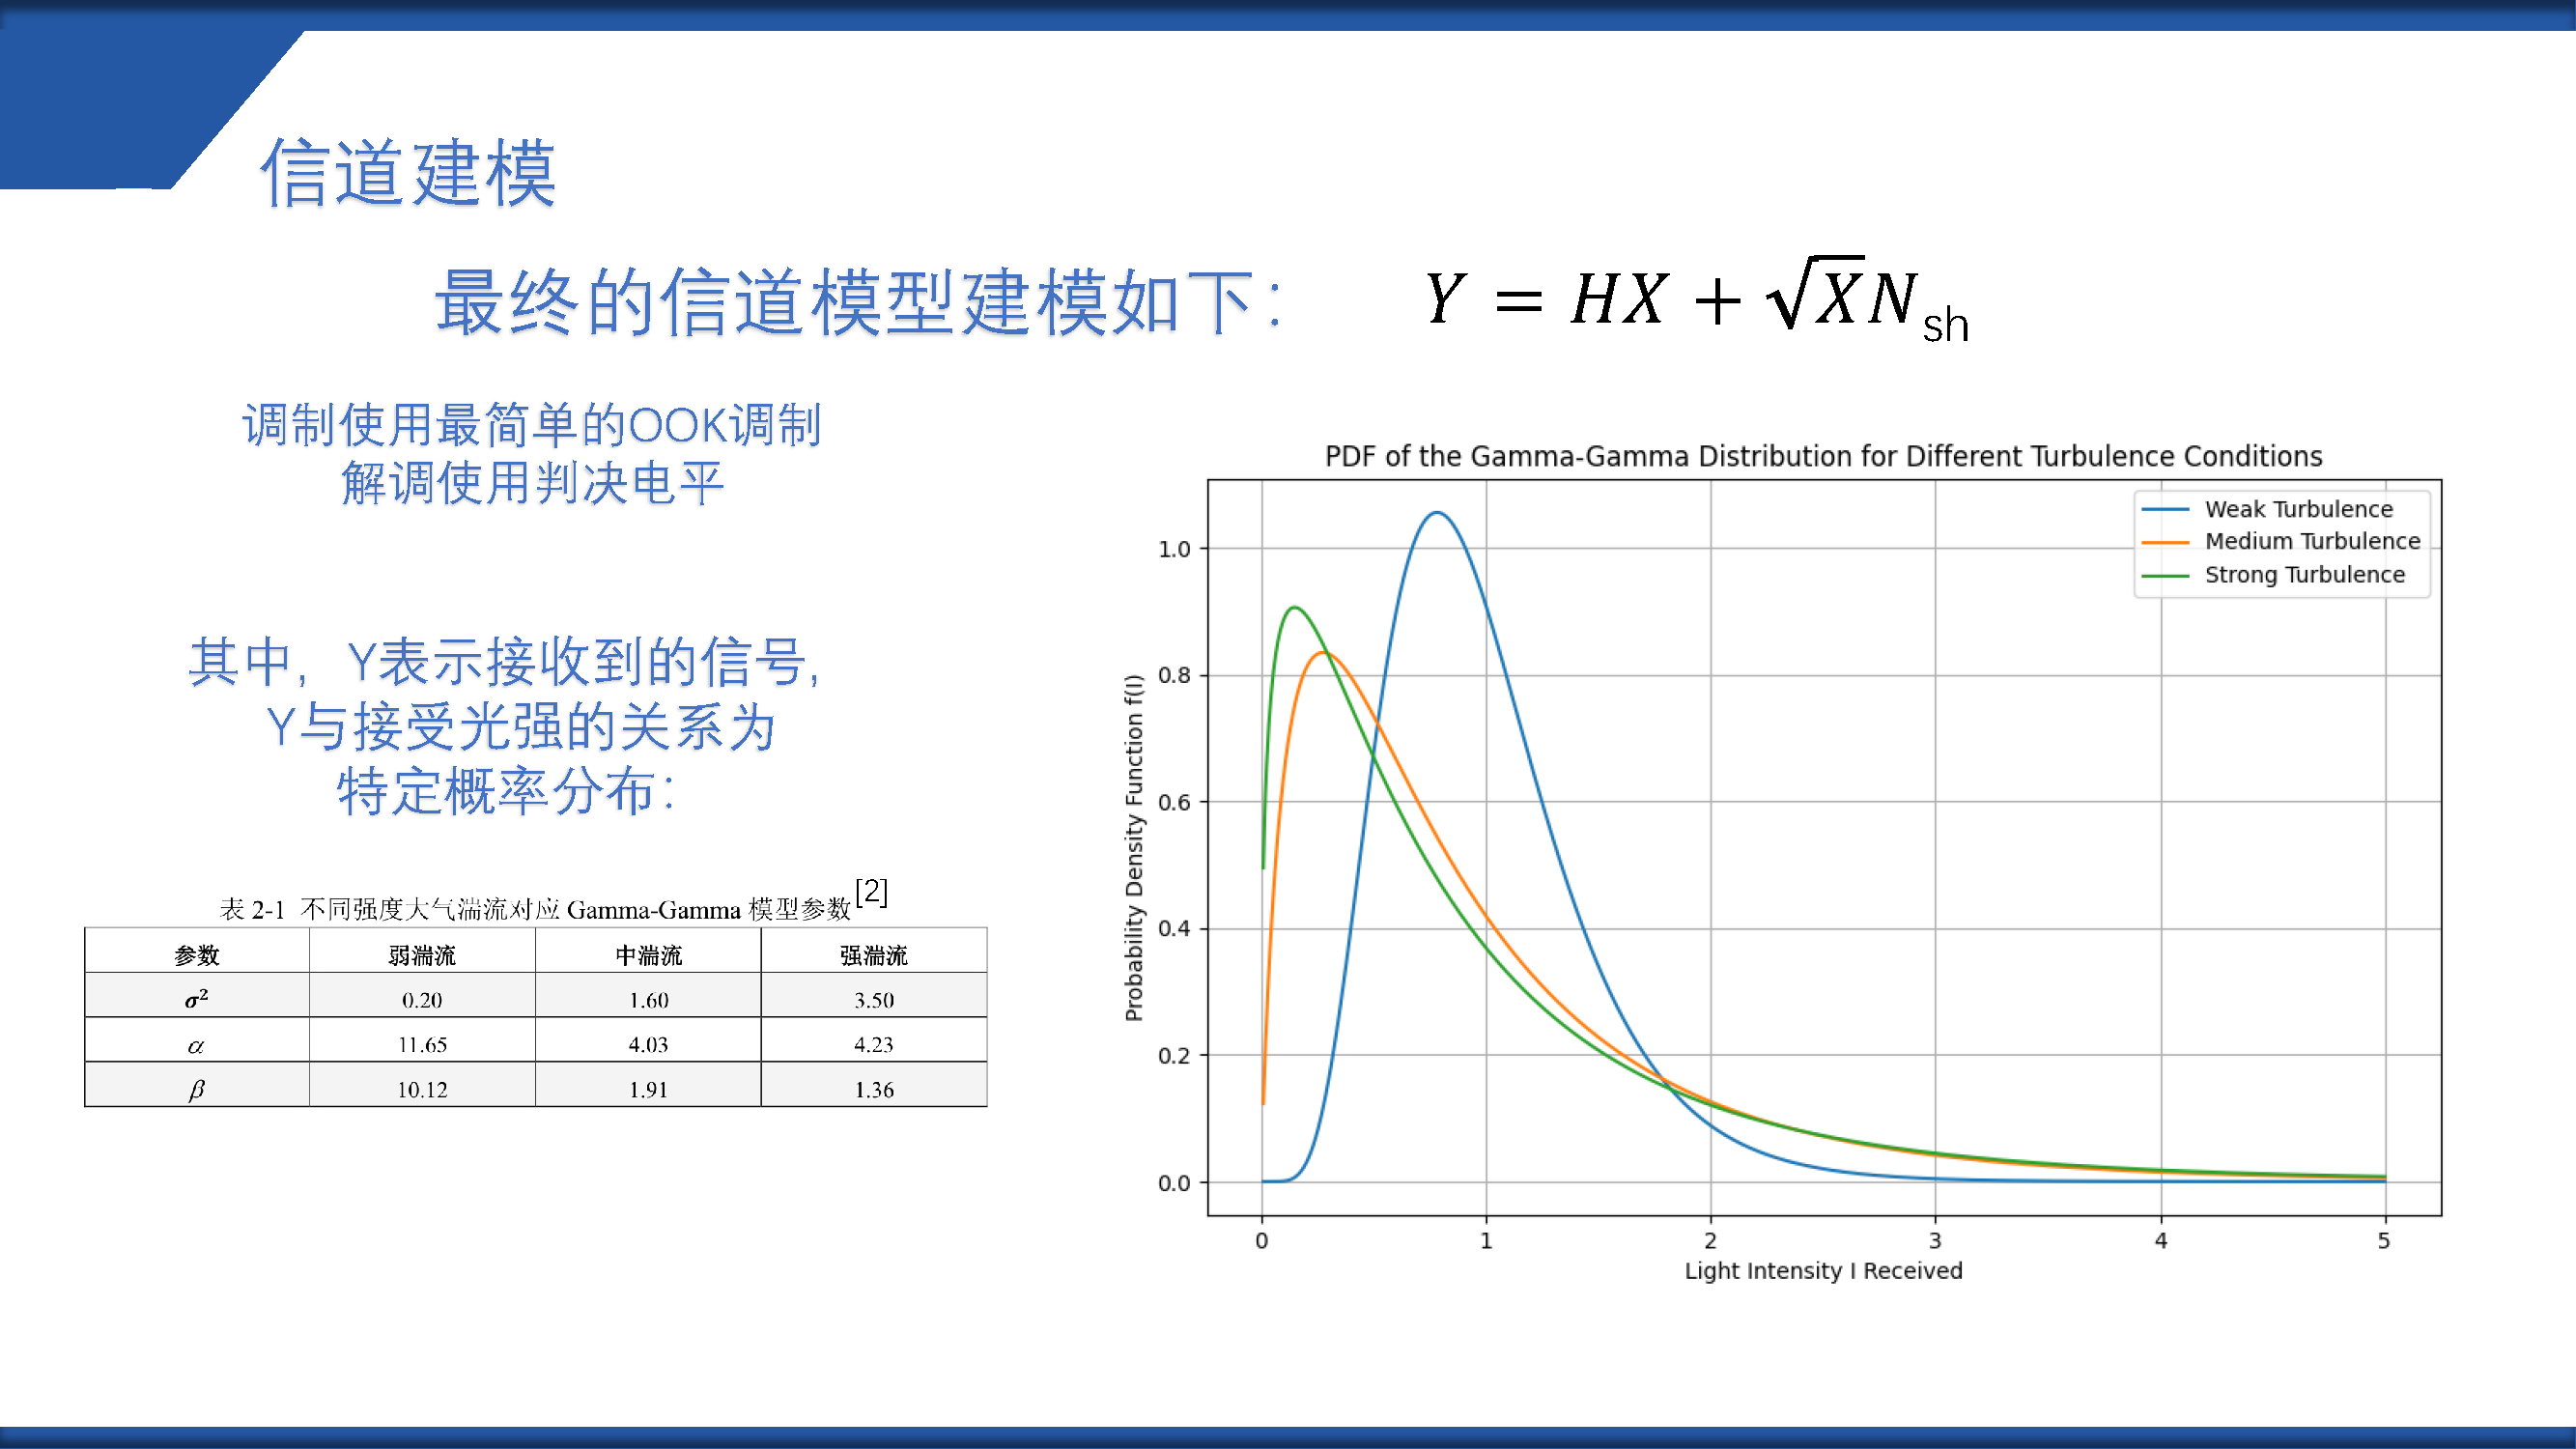 信道建模
最终的信道模型建模如下：
Y = HX + √X N_sh
调制使用最简单的OOK调制
解调使用判决电平
其中，Y表示接收到的信号，
Y与接受光强的关系为
特定概率分布：
表 2-1 不同强度大气湍流对应 Gamma-Gamma 模型参数[2]
参数 弱湍流 中湍流 强湍流
σ² 0.20 1.60 3.50
α 11.65 4.03 4.23
β 10.12 1.91 1.36
PDF of the Gamma-Gamma Distribution for Different Turbulence Conditions
Weak Turbulence
Medium Turbulence
Strong Turbulence
Probability Density Function f(I)
1.0
0.8
0.6
0.4
0.2
0.0
0 1 2 3 4 5
Light Intensity I Received